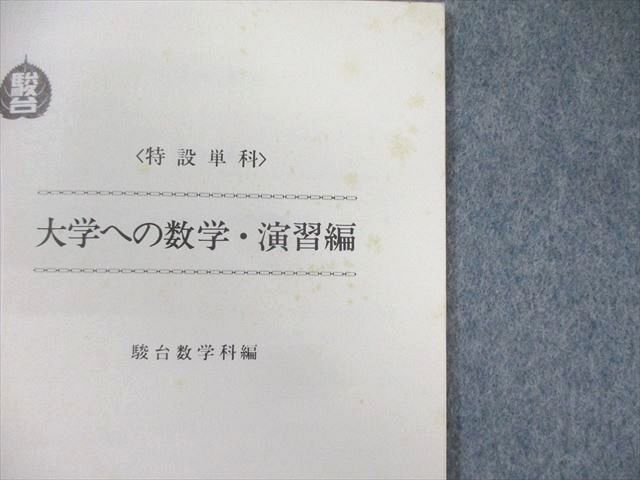 駿台
〈特設単科〉
大学への数学・演習編
駿台数学科編